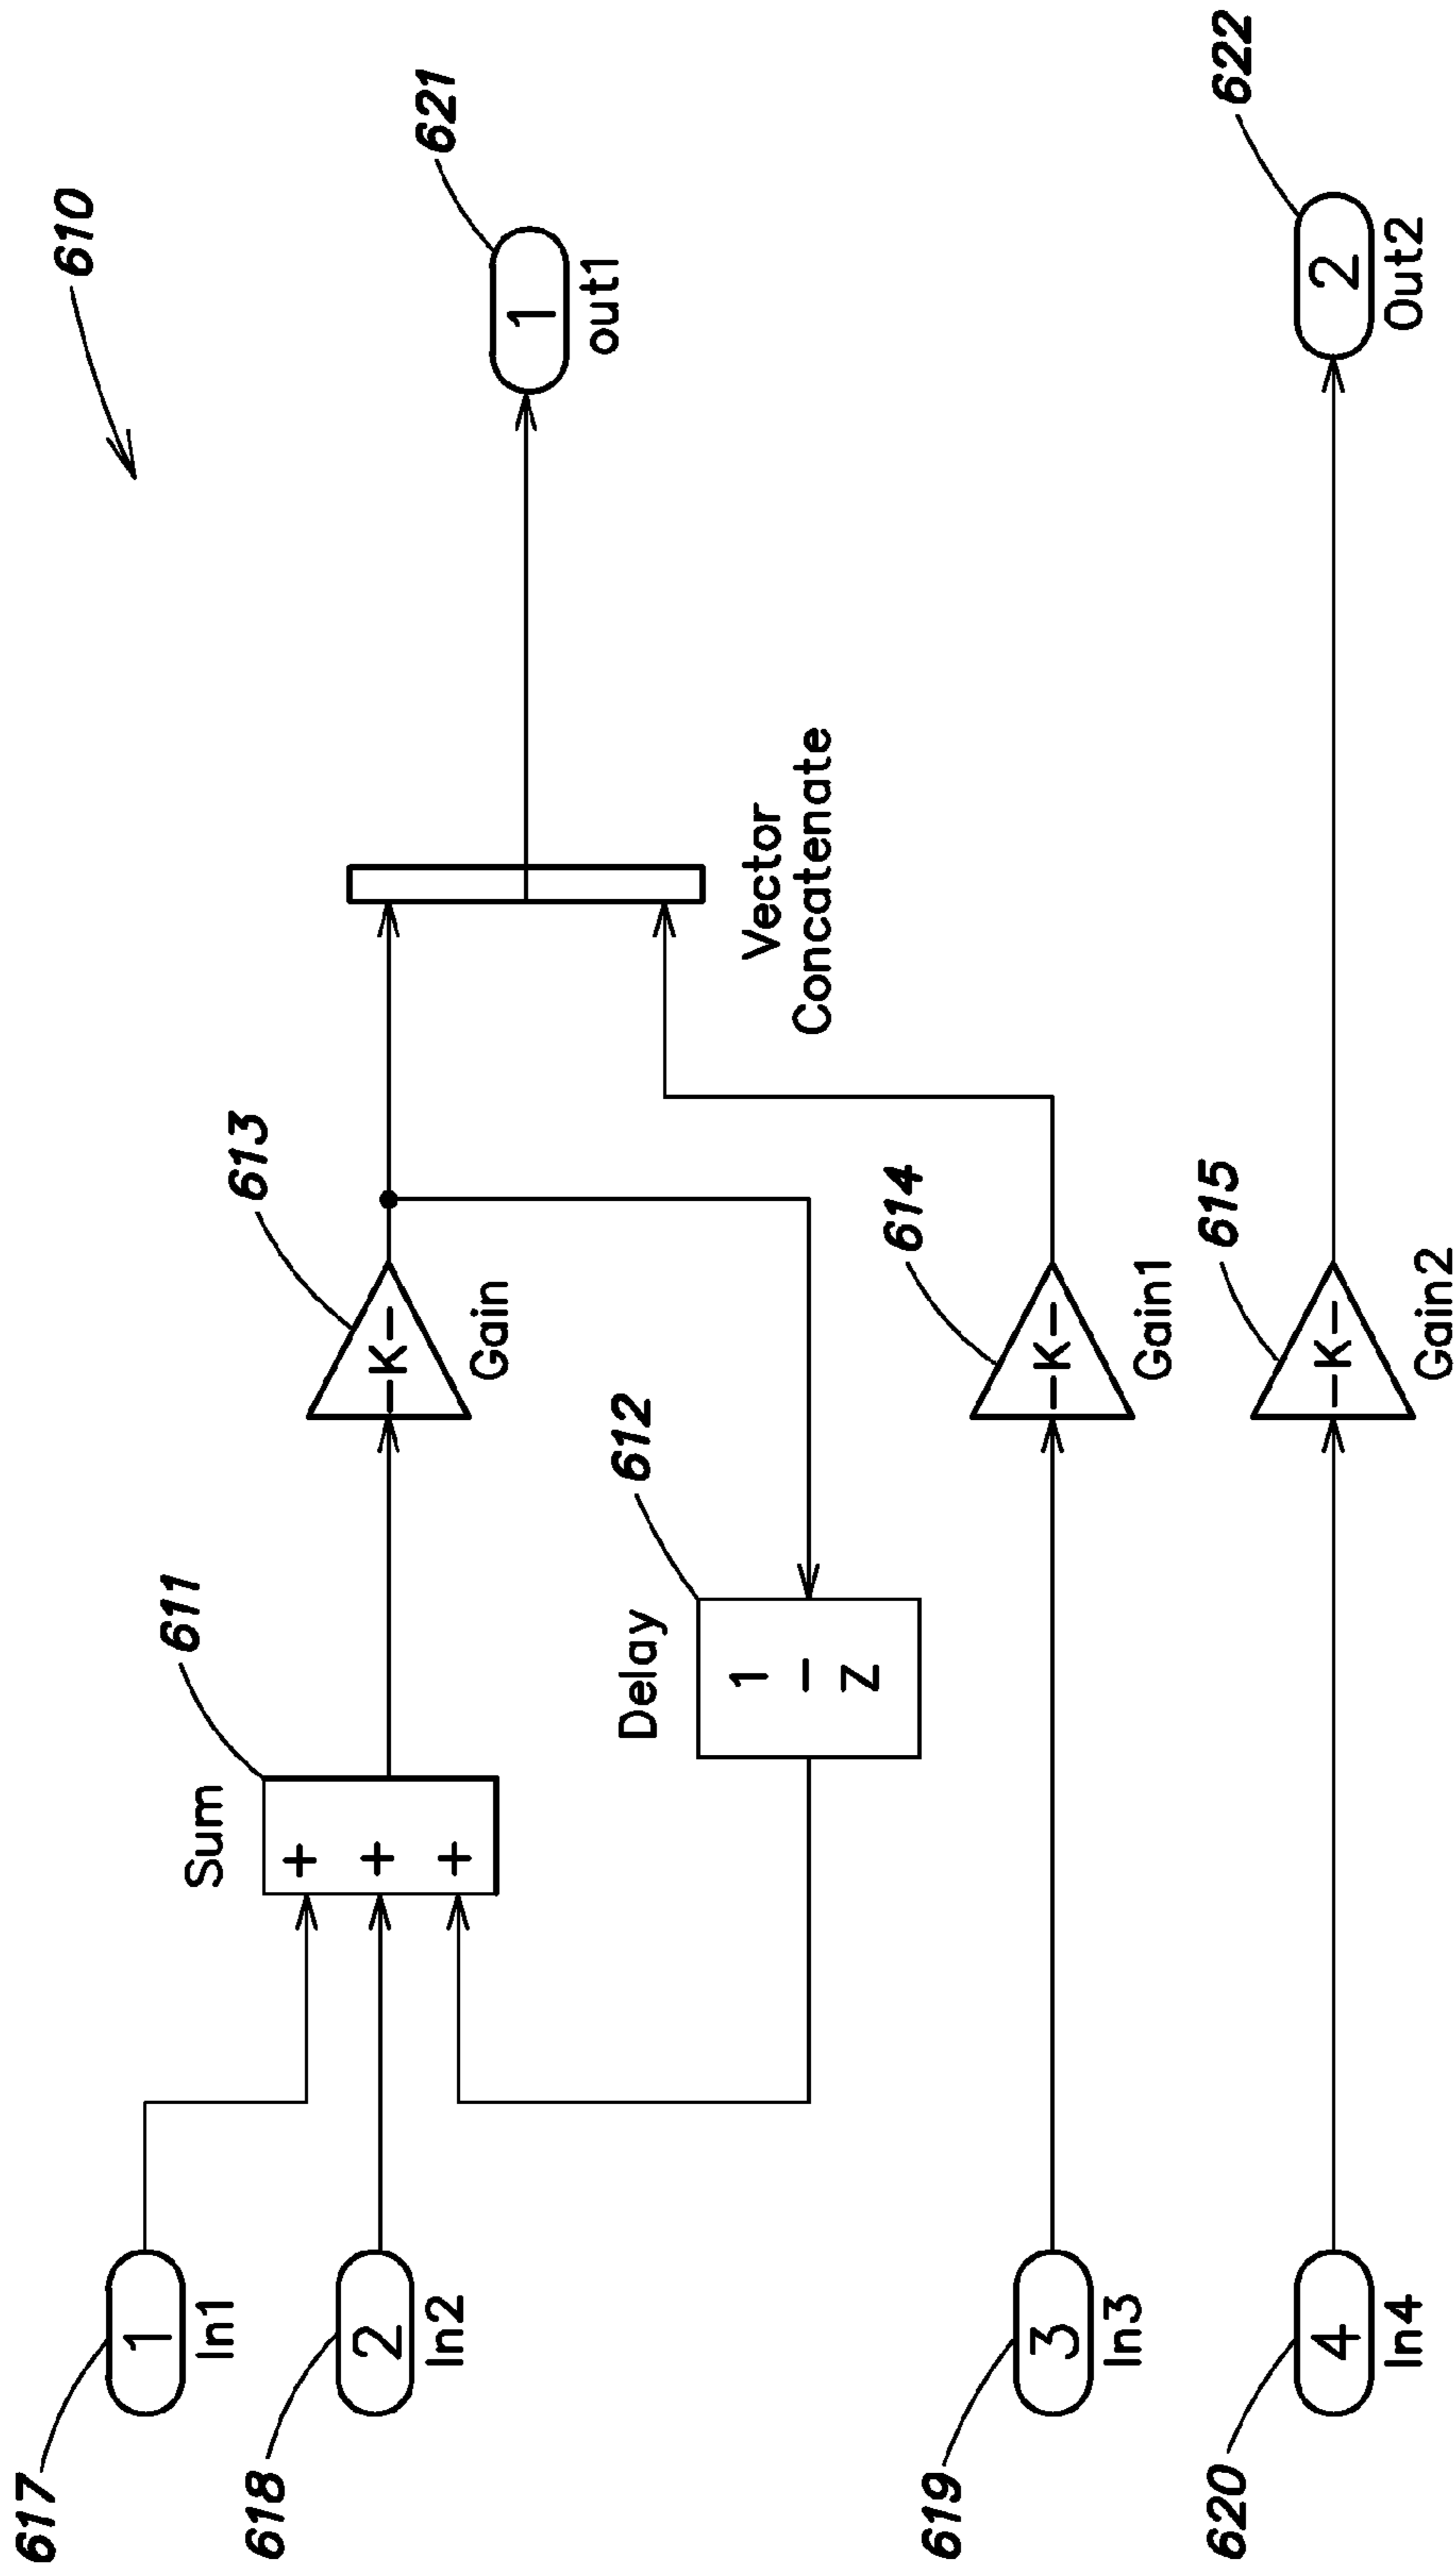 610
617
1
In1
618
2
In2
Sum
611
+
+
+
613
-K-
Gain
Delay
612
1
—
z
Vector
Concatenate
621
1
out1
619
3
In3
614
-K-
Gain1
620
4
In4
615
-K-
Gain2
622
2
Out2